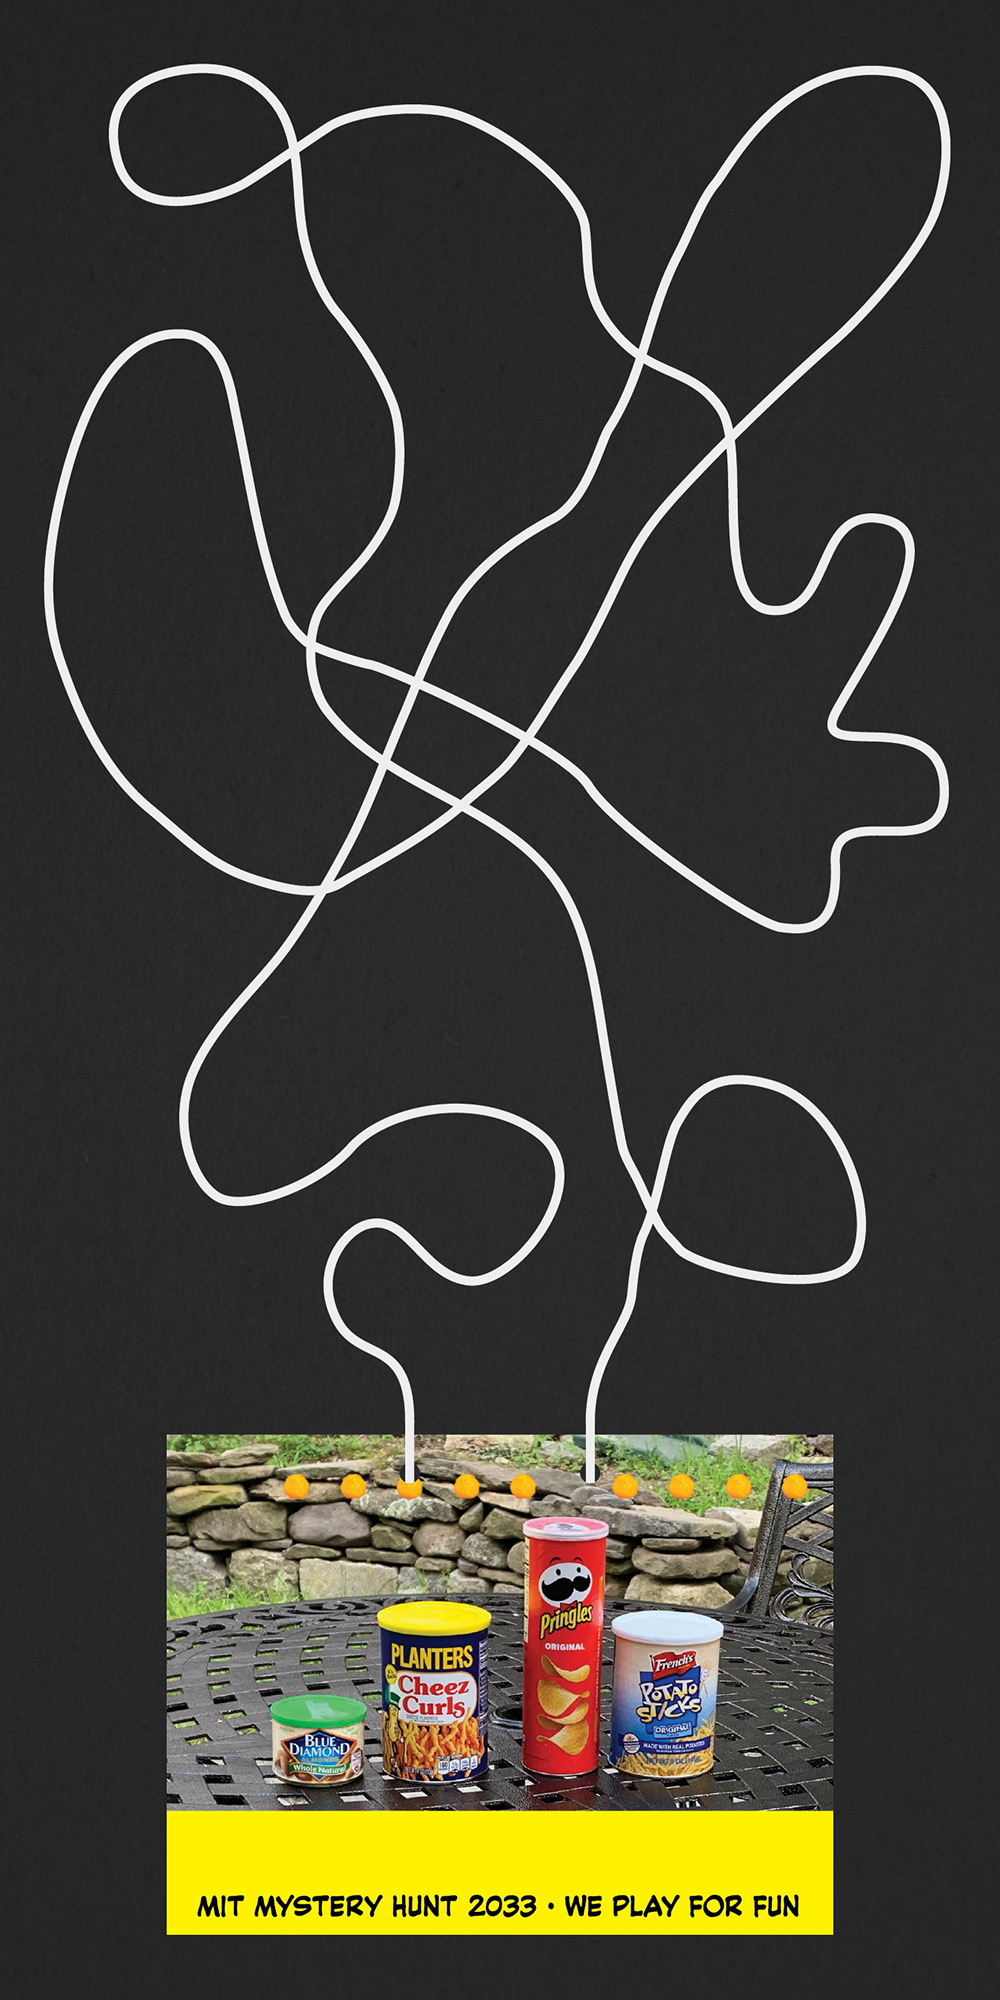 BLUE
DIAMOND
ALMONDS
Whole Natural
PLANTERS
Cheez
Curls
Pringles
ORIGINAL
French's
POTATO
STICKS
ORIGINAL
MADE WITH REAL POTATOES
MIT MYSTERY HUNT 2033 • WE PLAY FOR FUN